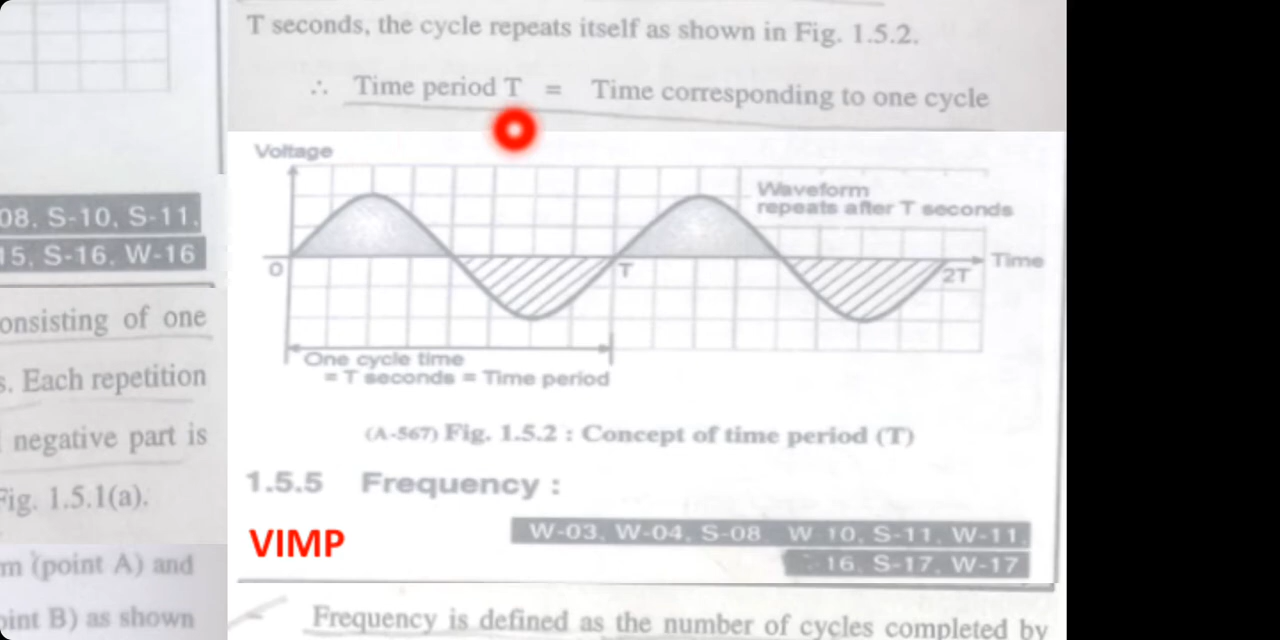 T seconds, the cycle repeats itself as shown in Fig. 1.5.2.
∴ Time period T = Time corresponding to one cycle
Voltage
Waveform
repeats after T seconds
0
T
2T
Time
One cycle time
= T seconds = Time period
(A-567) Fig. 1.5.2 : Concept of time period (T)
1.5.5 Frequency :
VIMP
W-03, W-04, S-08 W 10, S-11, W-11,
16, S-17, W-17
Frequency is defined as the number of cycles completed by
08, S-10, S-11,
15, S-16, W-16
onsisting of one
s. Each repetition
negative part is
Fig. 1.5.1(a).
m (point A) and
oint B) as shown